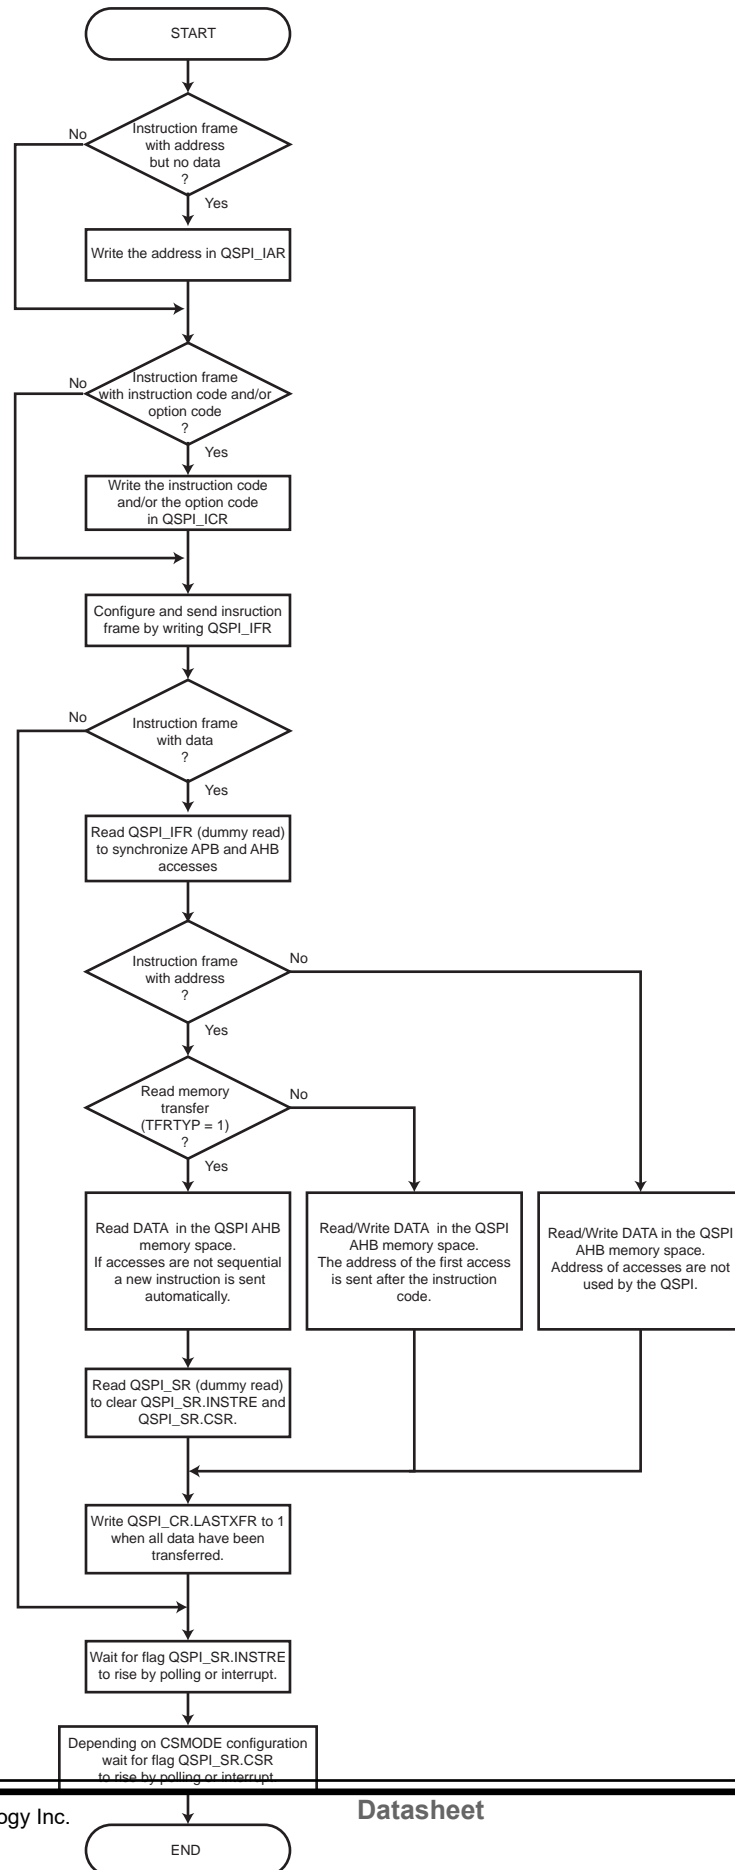 START
Instruction frame
with address
but no data
?
No
Yes
Write the address in QSPI_IAR
Instruction frame
with instruction code and/or
option code
?
No
Yes
Write the instruction code
and/or the option code
in QSPI_ICR
Configure and send insruction
frame by writing QSPI_IFR
Instruction frame
with data
?
No
Yes
Read QSPI_IFR (dummy read)
to synchronize APB and AHB
accesses
Instruction frame
with address
?
No
Yes
Read memory
transfer
(TFRTYP = 1)
?
No
Yes
Read DATA in the QSPI AHB
memory space.
If accesses are not sequential
a new instruction is sent
automatically.
Read/Write DATA in the QSPI
AHB memory space.
The address of the first access
is sent after the instruction
code.
Read/Write DATA in the QSPI
AHB memory space.
Address of accesses are not
used by the QSPI.
Read QSPI_SR (dummy read)
to clear QSPI_SR.INSTRE and
QSPI_SR.CSR.
Write QSPI_CR.LASTXFR to 1
when all data have been
transferred.
Wait for flag QSPI_SR.INSTRE
to rise by polling or interrupt.
Depending on CSMODE configuration
wait for flag QSPI_SR.CSR
to rise by polling or interrupt
ogy Inc.
Datasheet
END